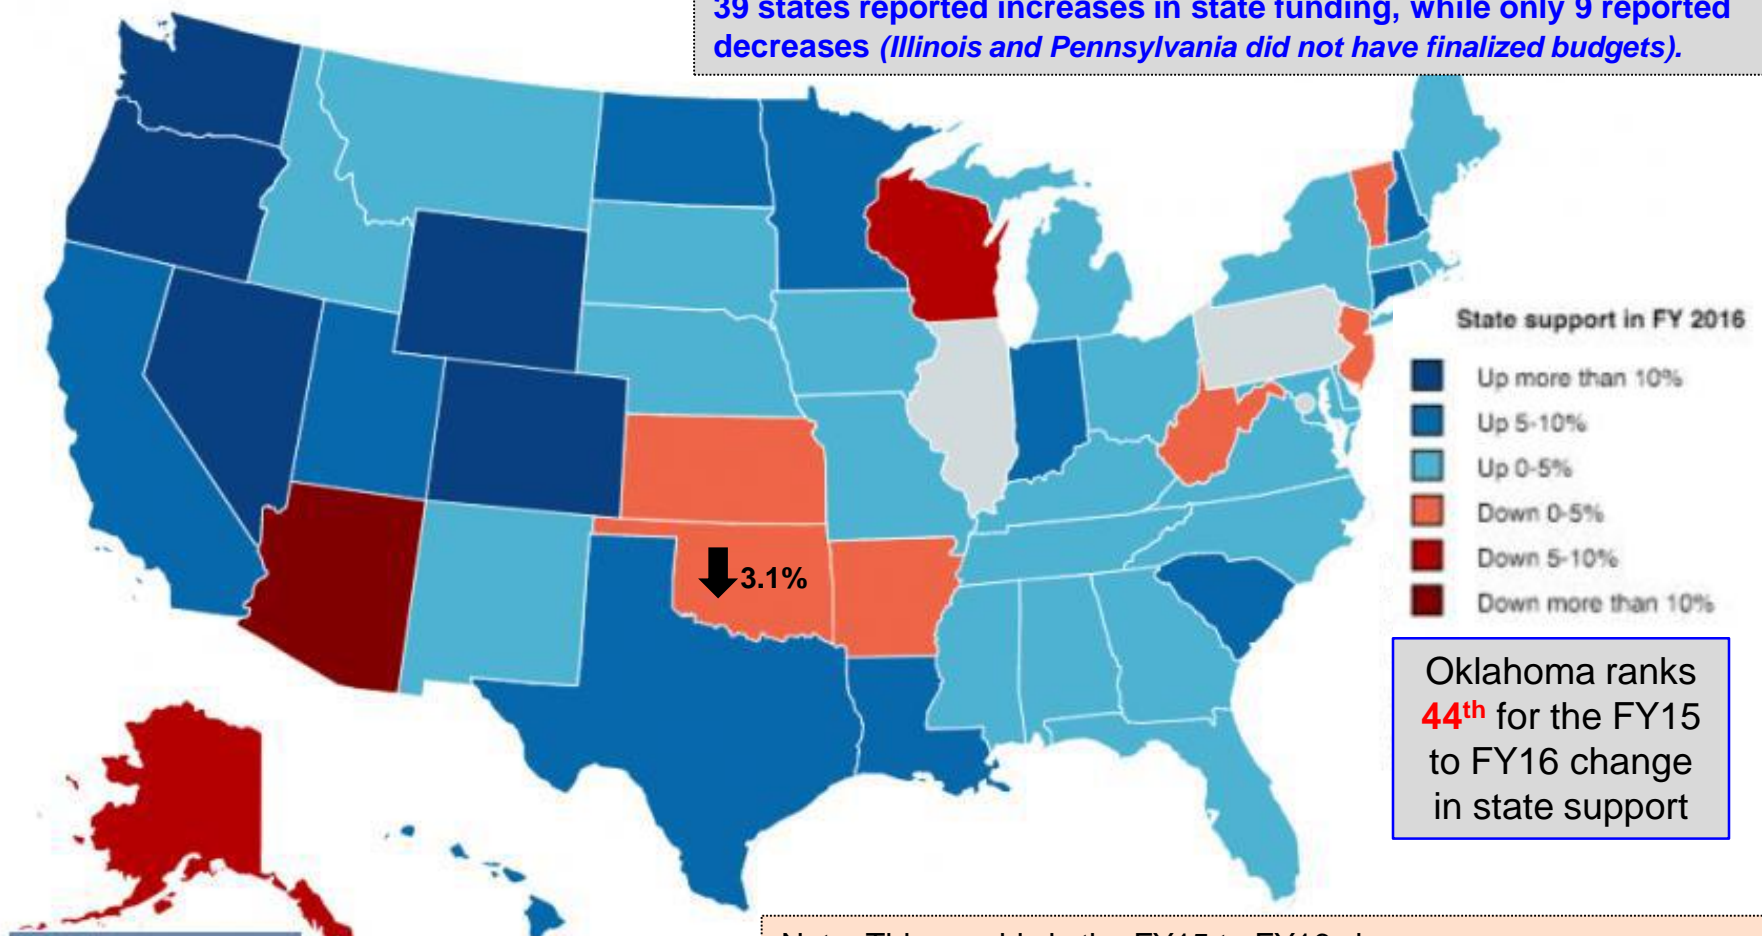 39 states reported increases in state funding, while only 9 reported
decreases (Illinois and Pennsylvania did not have finalized budgets).
State support in FY 2016
Up more than 10%
Up 5-10%
Up 0-5%
Down 0-5%
Down 5-10%
Down more than 10%
3.1%
Oklahoma ranks
44th for the FY15
to FY16 change
in state support